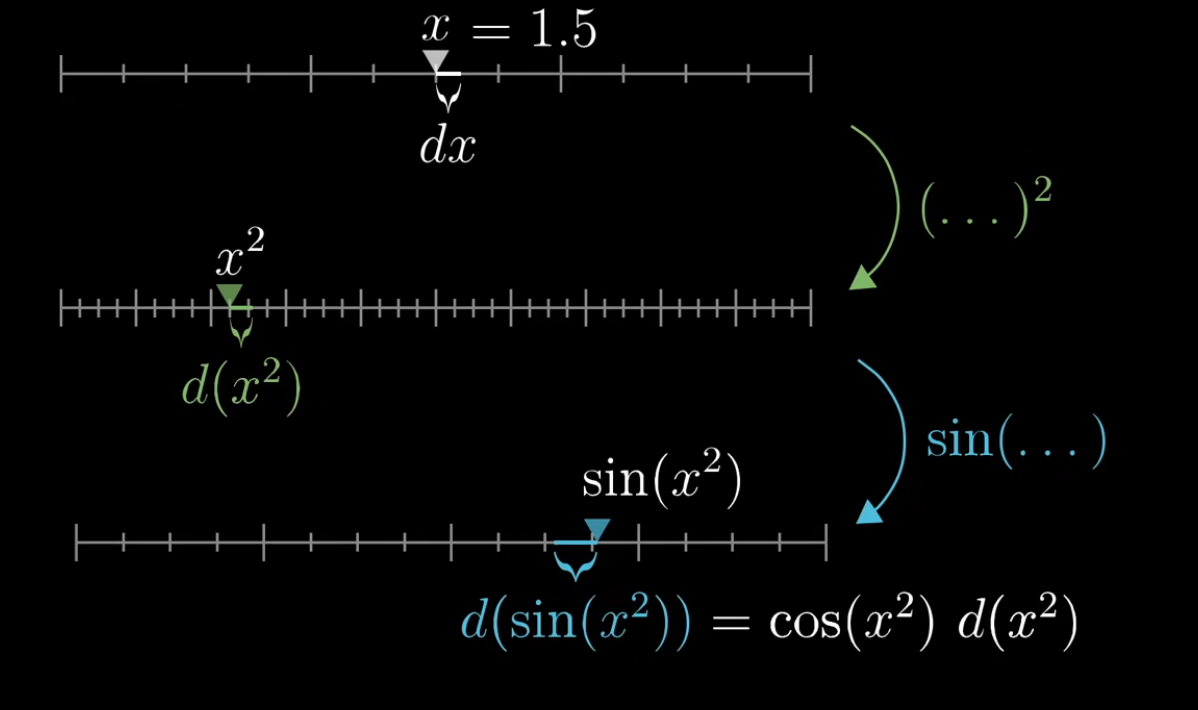 x = 1.5
dx
(...)²
x²
d(x²)
sin(...)
sin(x²)
d(sin(x²)) = cos(x²) d(x²)